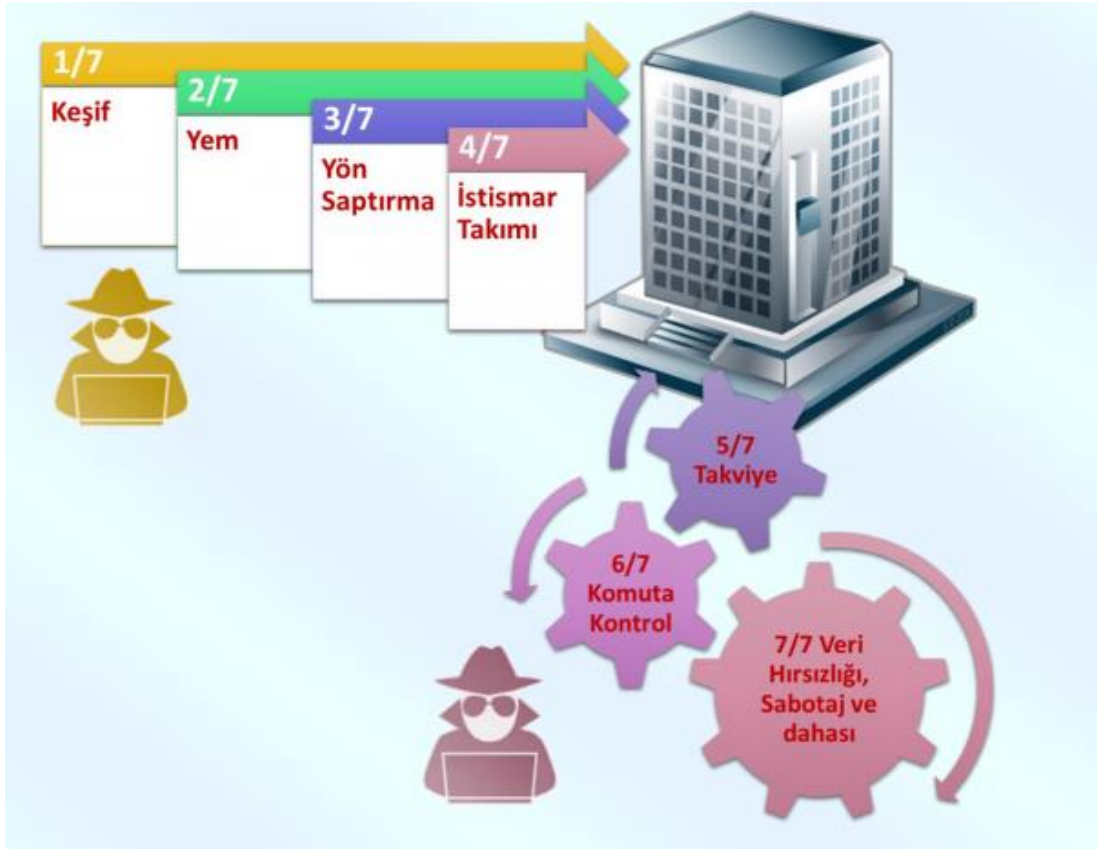 1/7
Keşif
2/7
Yem
3/7
Yön
Saptırma
4/7
İstismar
Takımı
5/7
Takviye
6/7
Komuta
Kontrol
7/7 Veri
Hırsızlığı,
Sabotaj ve
dahası